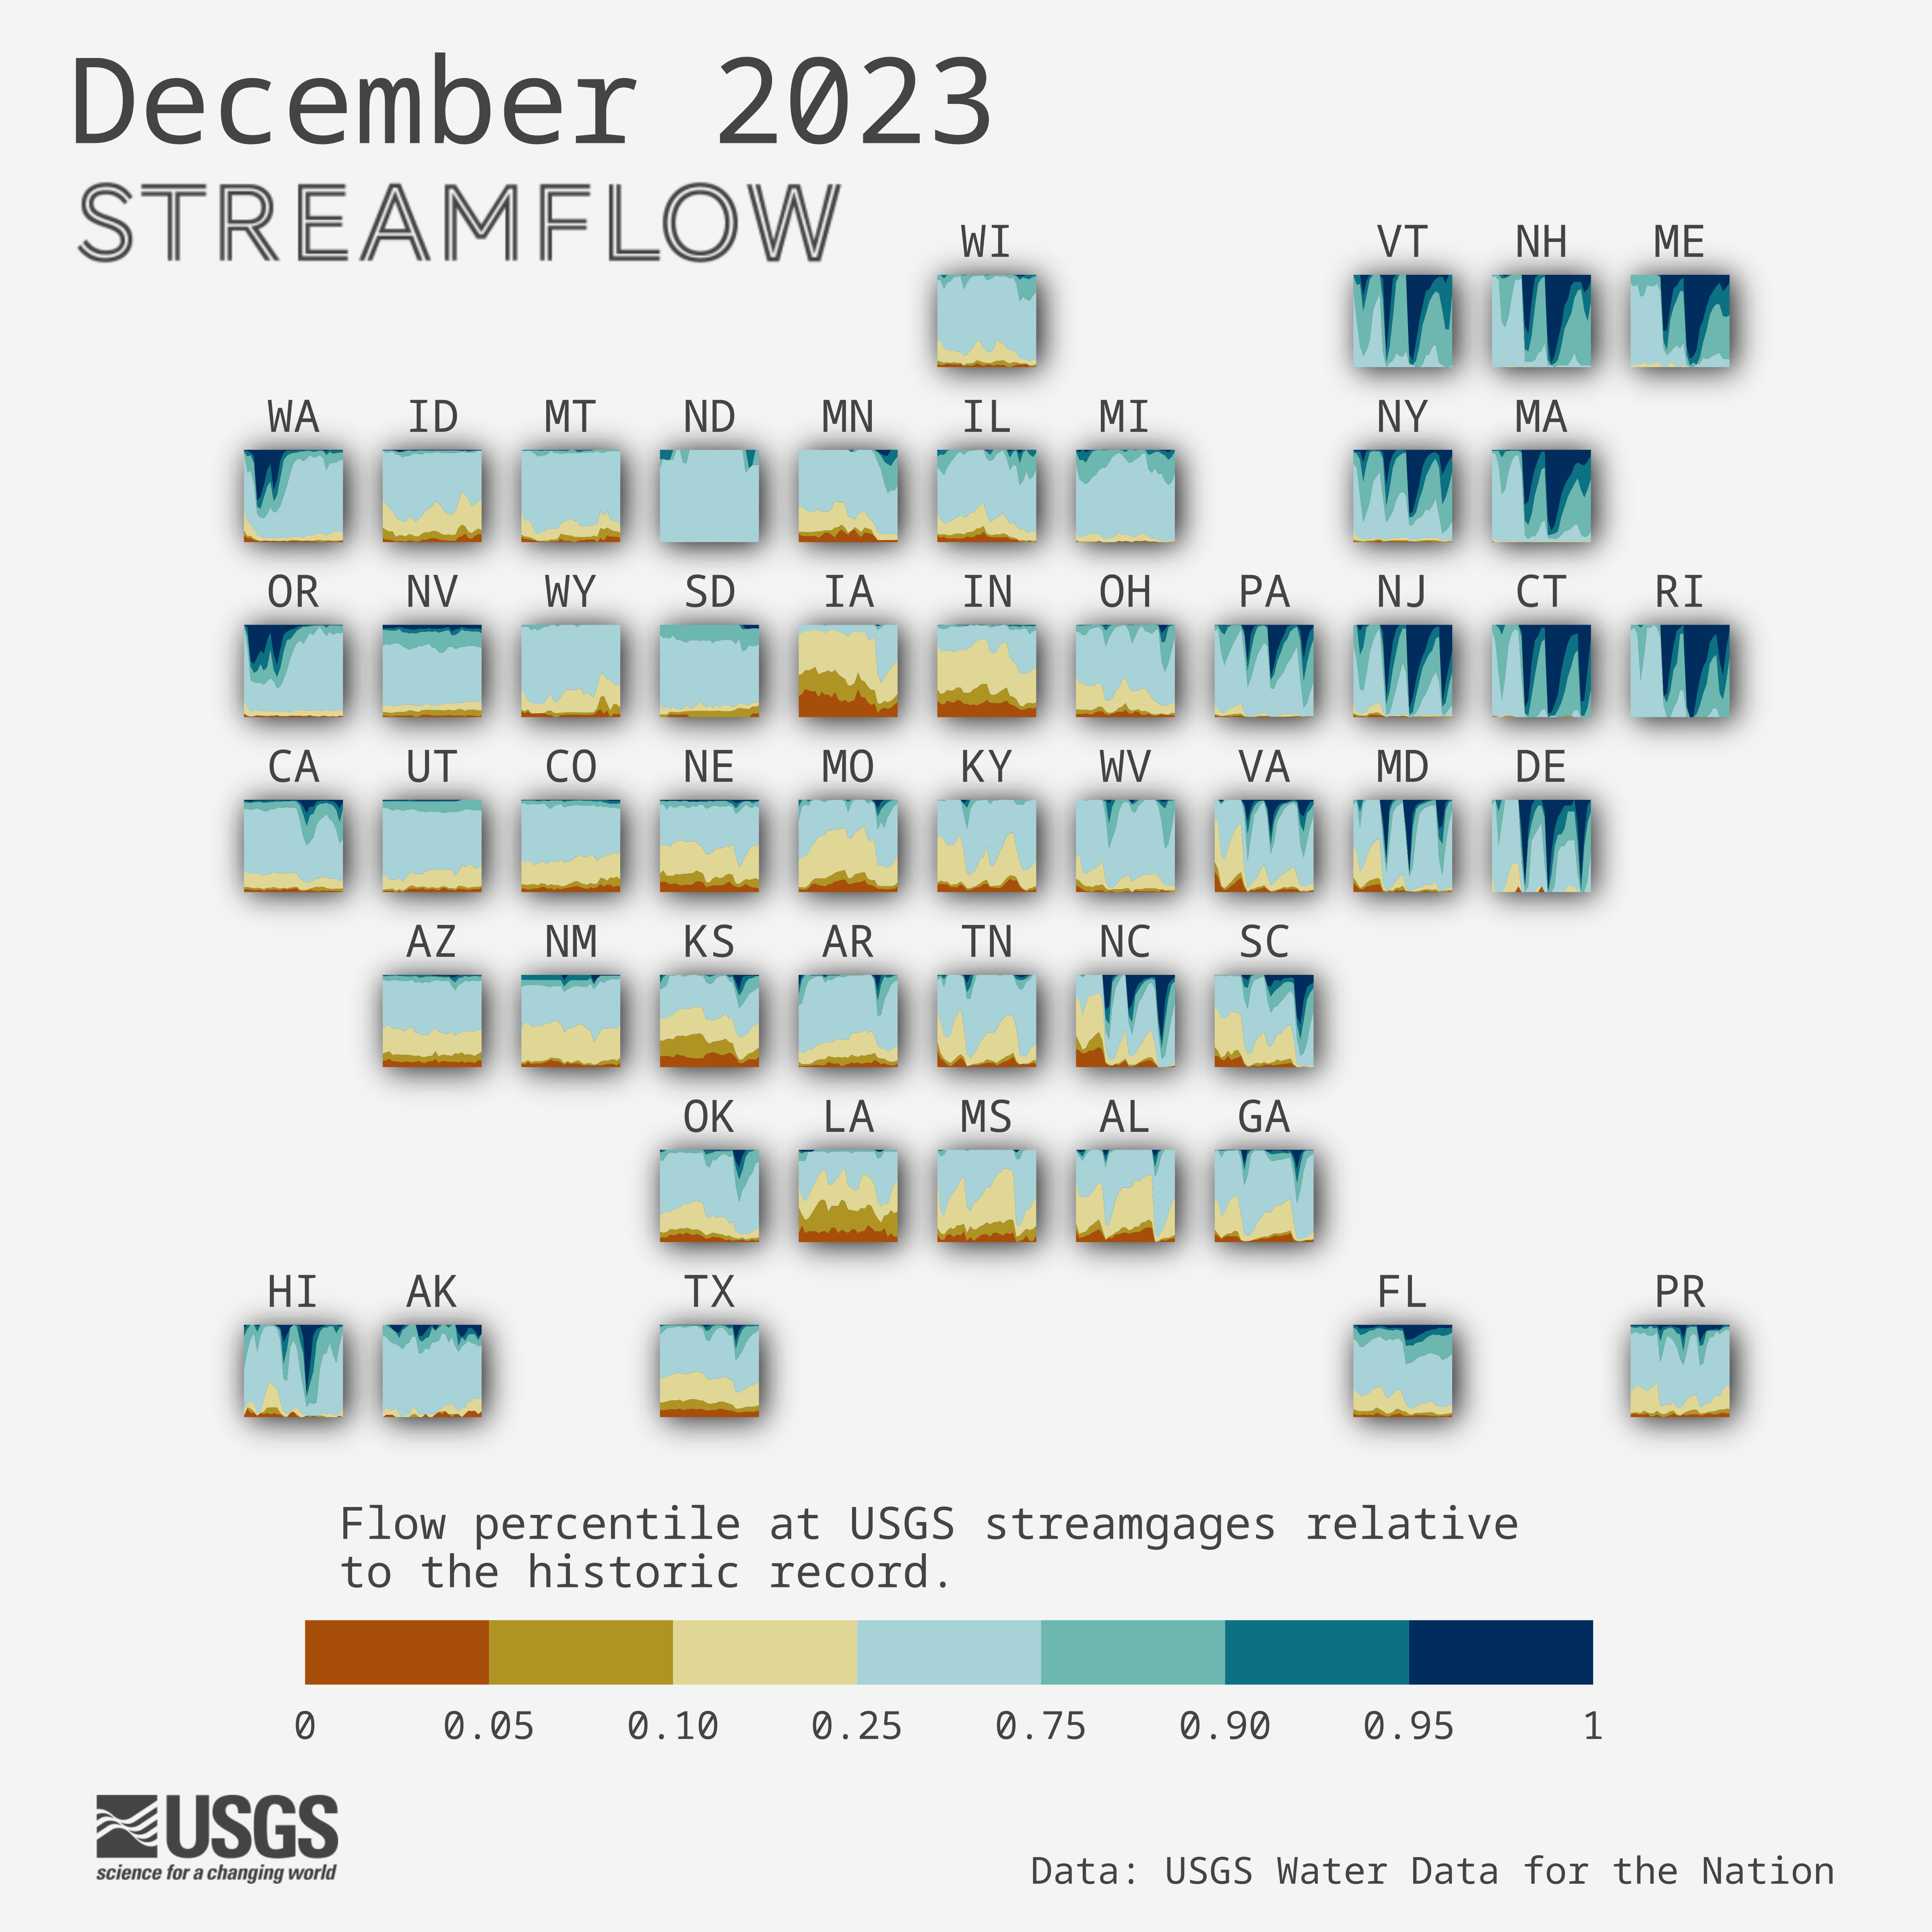 December 2023
STREAMFLOW
WI VT NH ME
WA ID MT ND MN IL MI NY MA
OR NV WY SD IA IN OH PA NJ CT RI
CA UT CO NE MO KY WV VA MD DE
AZ NM KS AR TN NC SC
OK LA MS AL GA
HI AK TX FL PR
Flow percentile at USGS streamgages relative
to the historic record.
0 0.05 0.10 0.25 0.75 0.90 0.95 1
USGS
science for a changing world
Data: USGS Water Data for the Nation